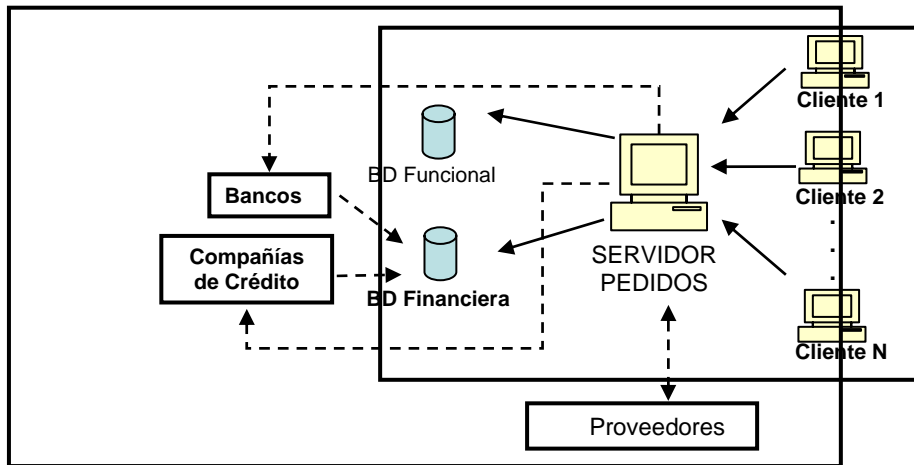 Cliente 1
BD Funcional
Bancos
Cliente 2
Compañías
de Crédito
SERVIDOR
PEDIDOS
BD Financiera
Cliente N
Proveedores